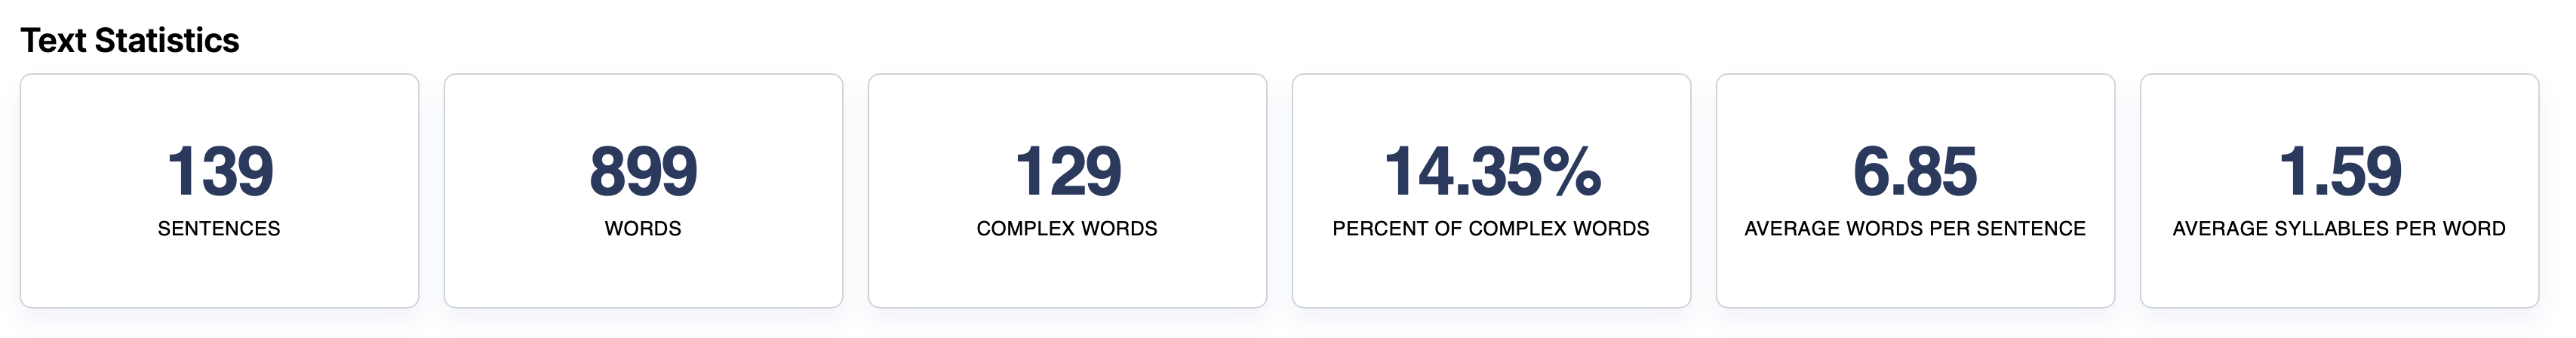 Text Statistics
139
SENTENCES
899
WORDS
129
COMPLEX WORDS
14.35%
PERCENT OF COMPLEX WORDS
6.85
AVERAGE WORDS PER SENTENCE
1.59
AVERAGE SYLLABLES PER WORD